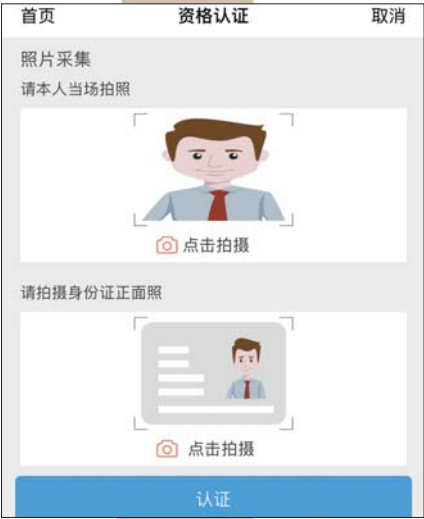 首页 资格认证 取消
照片采集
请本人当场拍照
点击拍摄
请拍摄身份证正面照
点击拍摄
认证